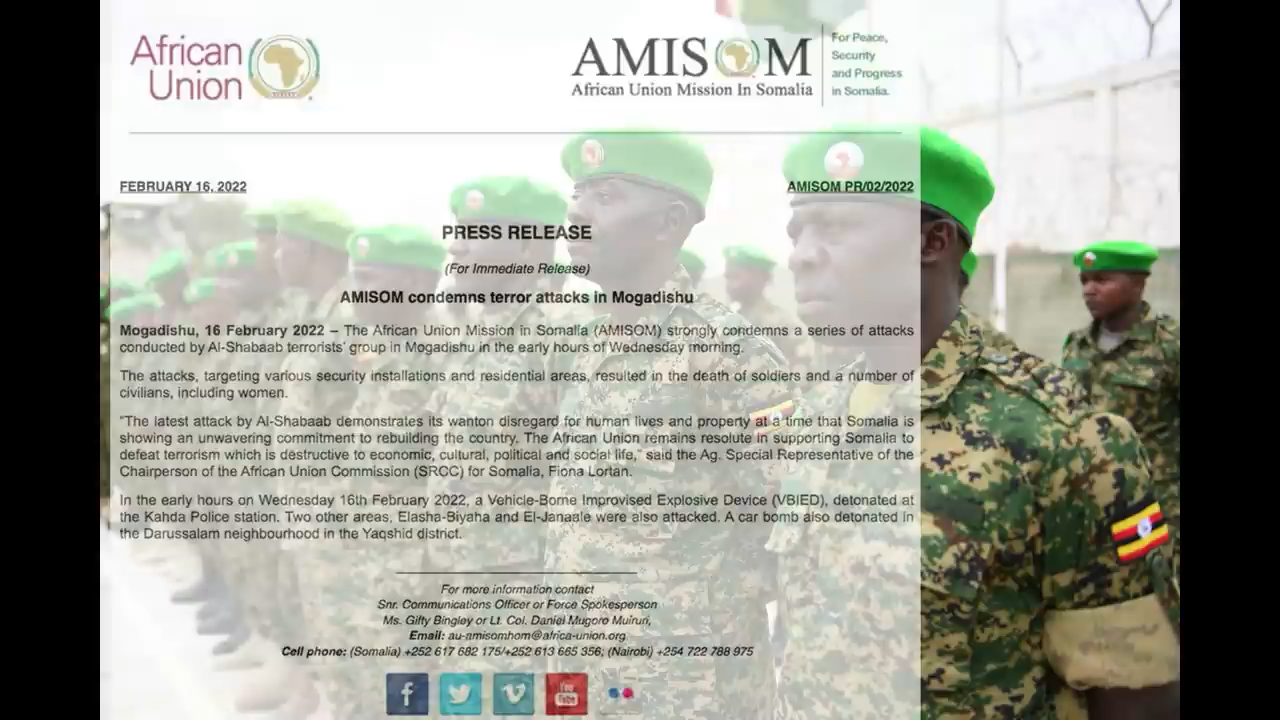 African
Union
AMISOM
African Union Mission In Somalia
For Peace,
Security
and Progress
in Somalia.
FEBRUARY 16, 2022
AMISOM PR/02/2022
PRESS RELEASE
(For Immediate Release)
AMISOM condemns terror attacks in Mogadishu
Mogadishu, 16 February 2022 – The African Union Mission in Somalia (AMISOM) strongly condemns a series of attacks
conducted by Al-Shabaab terrorists' group in Mogadishu in the early hours of Wednesday morning.
The attacks, targeting various security installations and residential areas, resulted in the death of soldiers and a number of
civilians, including women.
"The latest attack by Al-Shabaab demonstrates its wanton disregard for human lives and property at a time that Somalia is
showing an unwavering commitment to rebuilding the country. The African Union remains resolute in supporting Somalia to
defeat terrorism which is destructive to economic, cultural, political and social life," said the Ag. Special Representative of the
Chairperson of the African Union Commission (SRCC) for Somalia, Fiona Lortan.
In the early hours on Wednesday 16th February 2022, a Vehicle-Borne Improvised Explosive Device (VBIED), detonated at
the Kahda Police station. Two other areas, Elasha-Biyaha and El-Janaale were also attacked. A car bomb also detonated in
the Darussalam neighbourhood in the Yaqshid district.
For more information contact
Snr. Communications Officer or Force Spokesperson
Ms. Gifty Bingley or Lt. Col. Daniel Mugoro Muiruri,
Email: au-amisomhom@africa-union.org
Cell phone: (Somalia) +252 617 682 175/+252 613 665 356; (Nairobi) +254 722 788 975
You
Tube